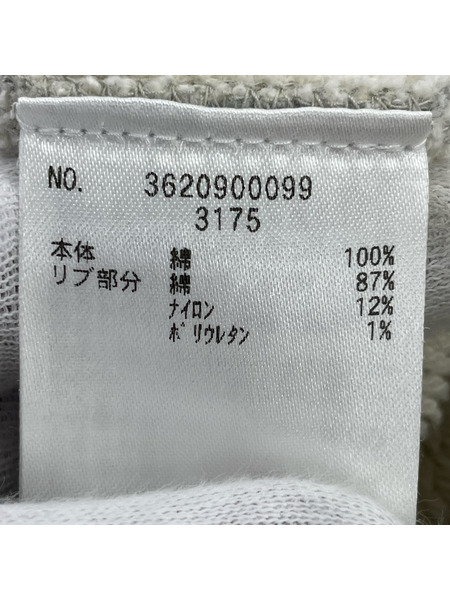 NO. 3620900099
3175
本体 綿 100%
リブ部分 綿 87%
ナイロン 12%
ポリウレタン 1%